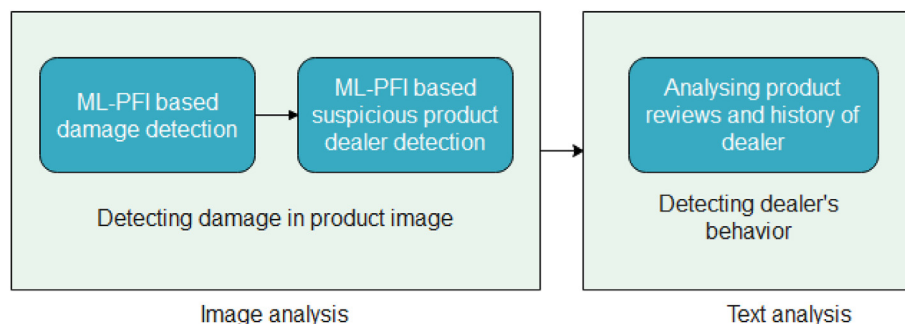 ML-PFI based
damage detection
ML-PFI based
suspicious product
dealer detection
Detecting damage in product image
Image analysis
Analysing product
reviews and history of
dealer
Detecting dealer's
behavior
Text analysis